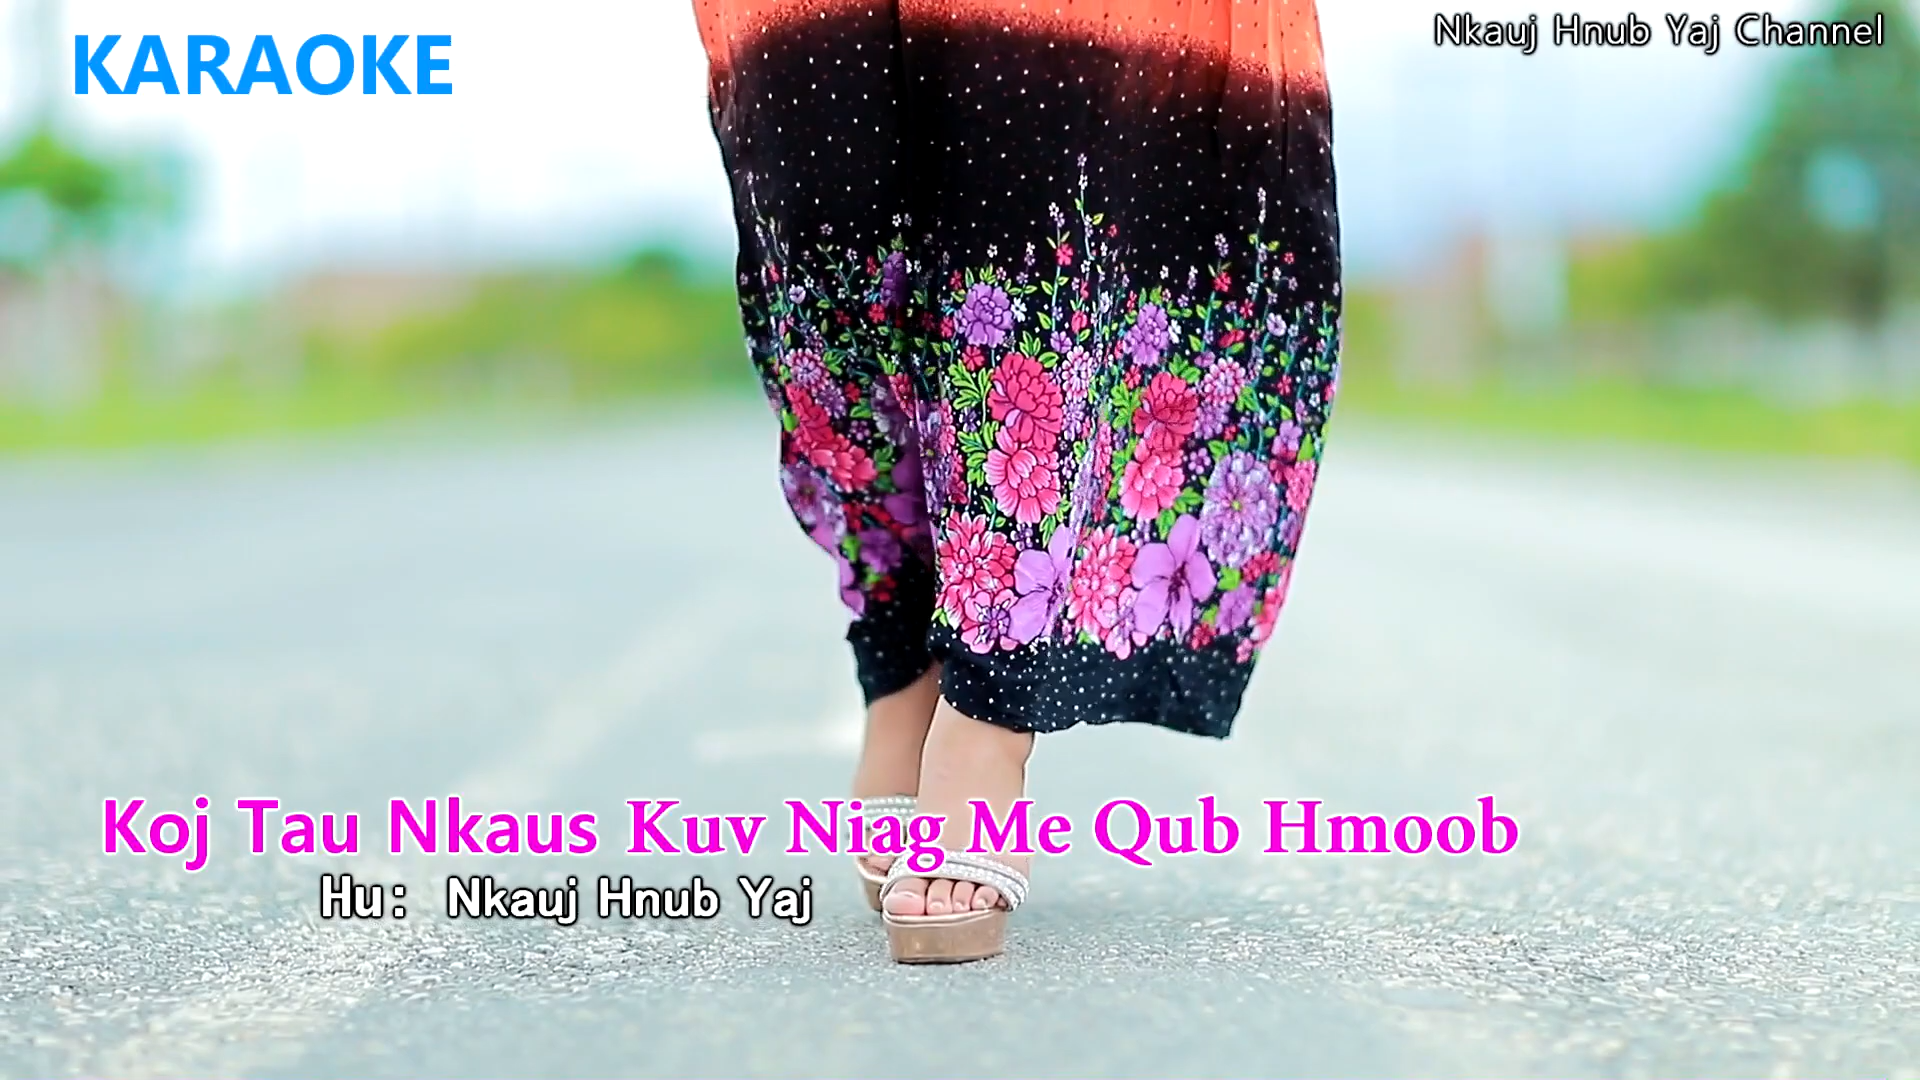 KARAOKE
Nkauj Hnub Yaj Channel
Koj Tau Nkaus Kuv Niag Me Qub Hmoob
Hu: Nkauj Hnub Yaj